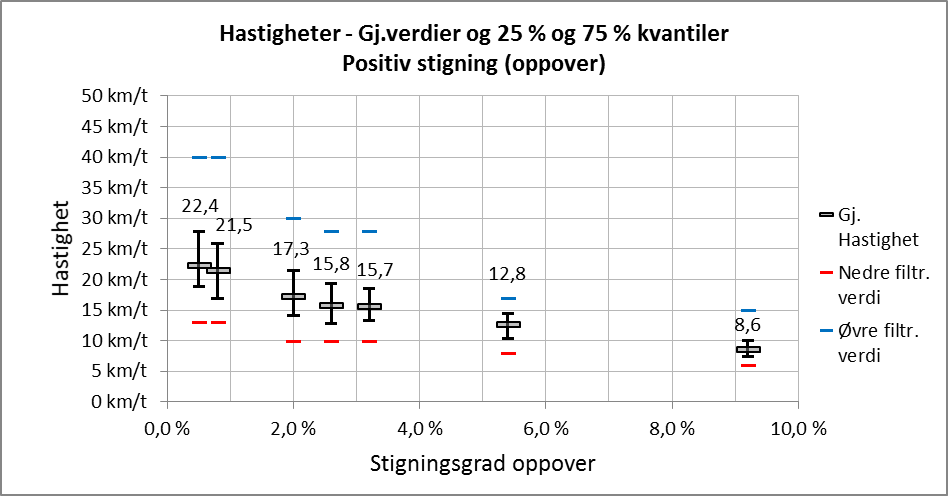 Hastigheter - Gj.verdier og 25 % og 75 % kvantiler
Positiv stigning (oppover)
Hastighet
50 km/t
45 km/t
40 km/t
35 km/t
30 km/t
25 km/t
20 km/t
15 km/t
10 km/t
5 km/t
0 km/t
22,4
21,5
17,3
15,8
15,7
12,8
8,6
0,0 %
2,0 %
4,0 %
6,0 %
8,0 %
10,0 %
Stigningsgrad oppover
Gj.
Hastighet
Nedre filtr.
verdi
Øvre filtr.
verdi